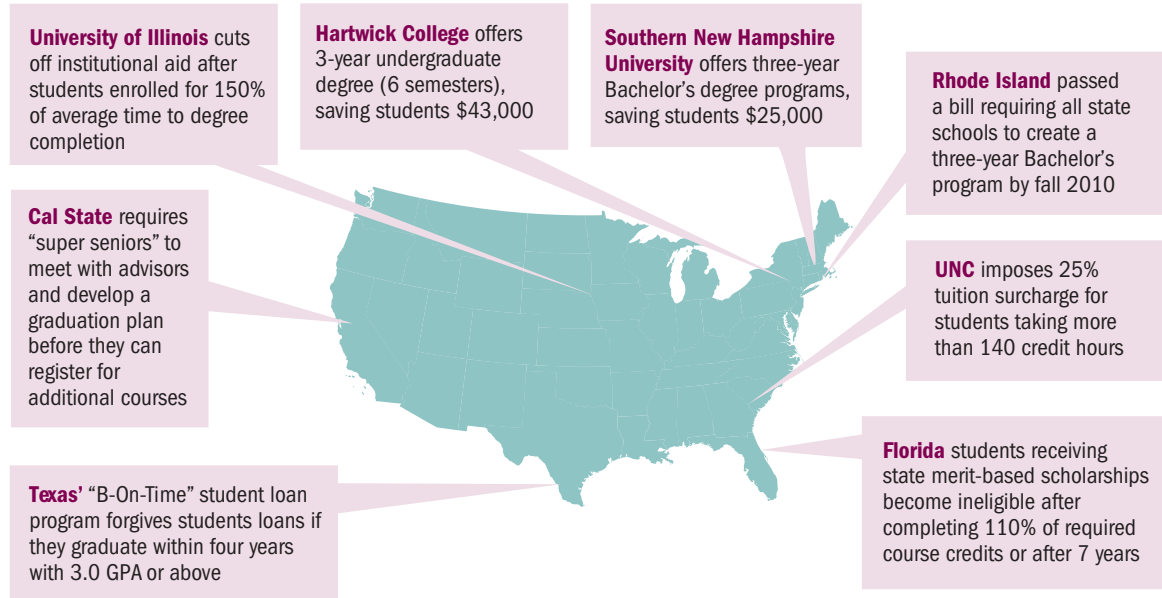 University of Illinois cuts
off institutional aid after
students enrolled for 150%
of average time to degree
completion
Hartwick College offers
3-year undergraduate
degree (6 semesters),
saving students $43,000
Southern New Hampshire
University offers three-year
Bachelor's degree programs,
saving students $25,000
Rhode Island passed
a bill requiring all state
schools to create a
three-year Bachelor's
program by fall 2010
Cal State requires
“super seniors” to
meet with advisors
and develop a
graduation plan
before they can
register for
additional courses
UNC imposes 25%
tuition surcharge for
students taking more
than 140 credit hours
Texas’ “B-On-Time” student loan
program forgives students loans if
they graduate within four years
with 3.0 GPA or above
Florida students receiving
state merit-based scholarships
become ineligible after
completing 110% of required
course credits or after 7 years